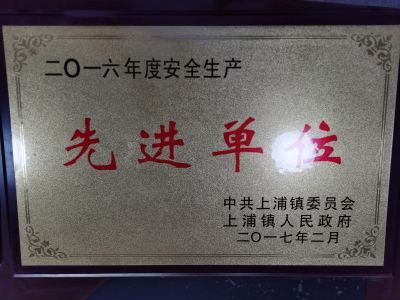 二〇一六年度安全生产
先进单位
中共上浦镇委员会
上浦镇人民政府
二〇一七年二月